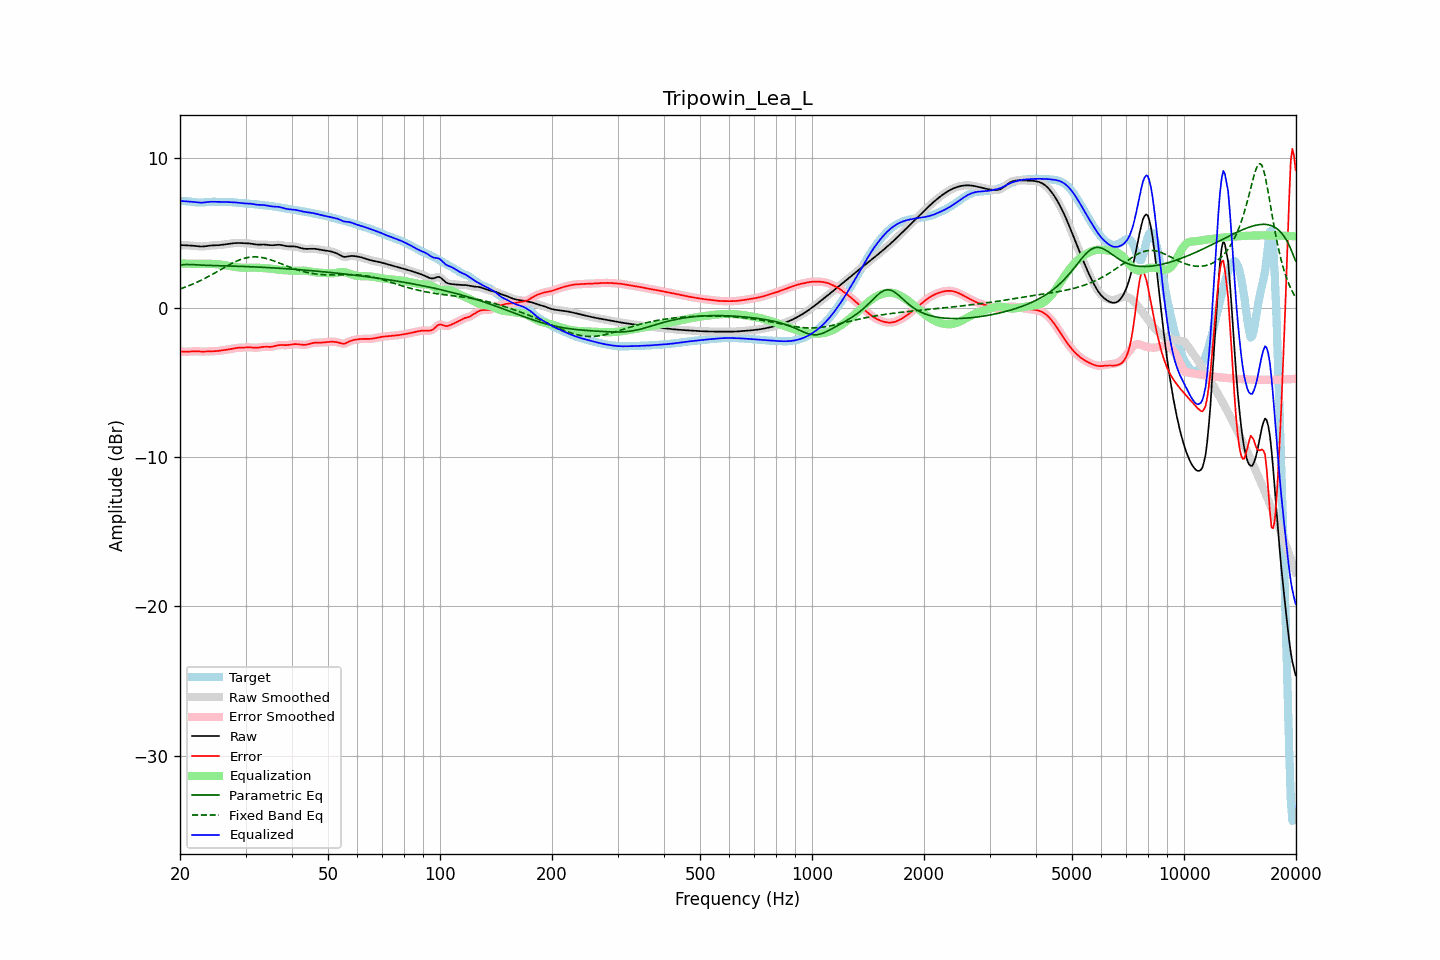 Tripowin_Lea_L
Amplitude (dBr)
10
0
−10
−20
−30
Target
Raw Smoothed
Error Smoothed
Raw
Error
Equalization
Parametric Eq
Fixed Band Eq
Equalized
20 50 100 200 500 1000 2000 5000 10000 20000
Frequency (Hz)